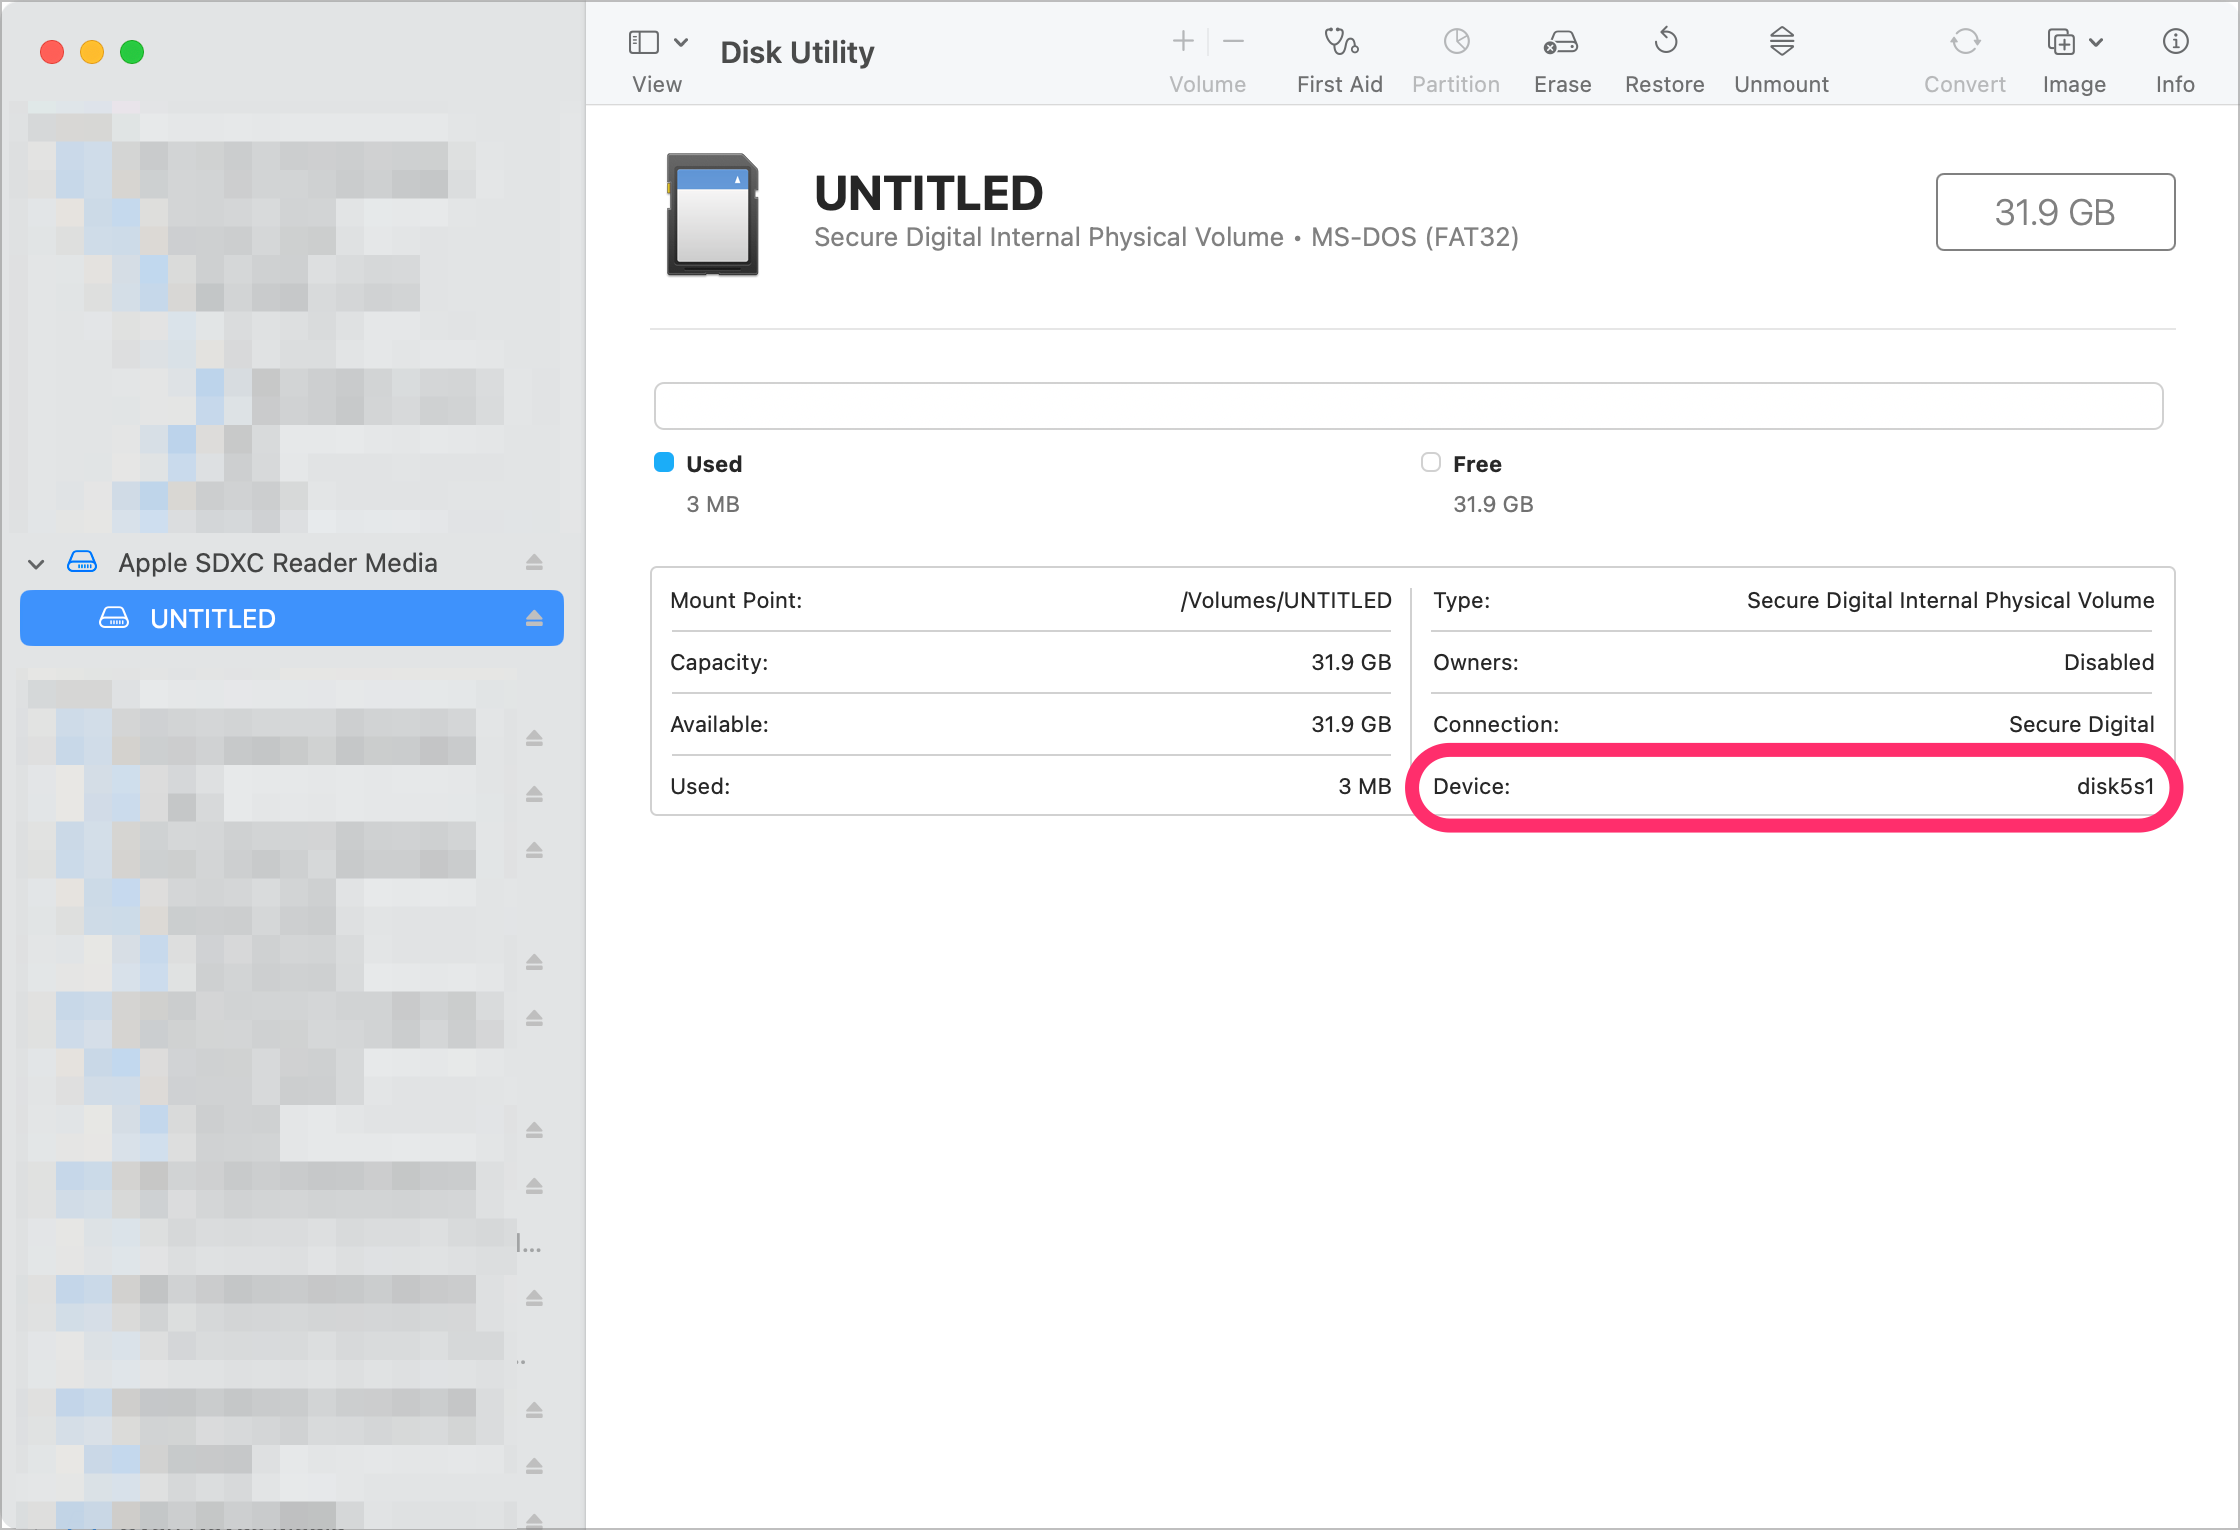 View
Disk Utility
Volume
First Aid
Partition
Erase
Restore
Unmount
Convert
Image
Info
UNTITLED
Secure Digital Internal Physical Volume • MS-DOS (FAT32)
31.9 GB
Used
3 MB
Free
31.9 GB
Apple SDXC Reader Media
UNTITLED
Mount Point: /Volumes/UNTITLED
Capacity: 31.9 GB
Available: 31.9 GB
Used: 3 MB
Type: Secure Digital Internal Physical Volume
Owners: Disabled
Connection: Secure Digital
Device: disk5s1